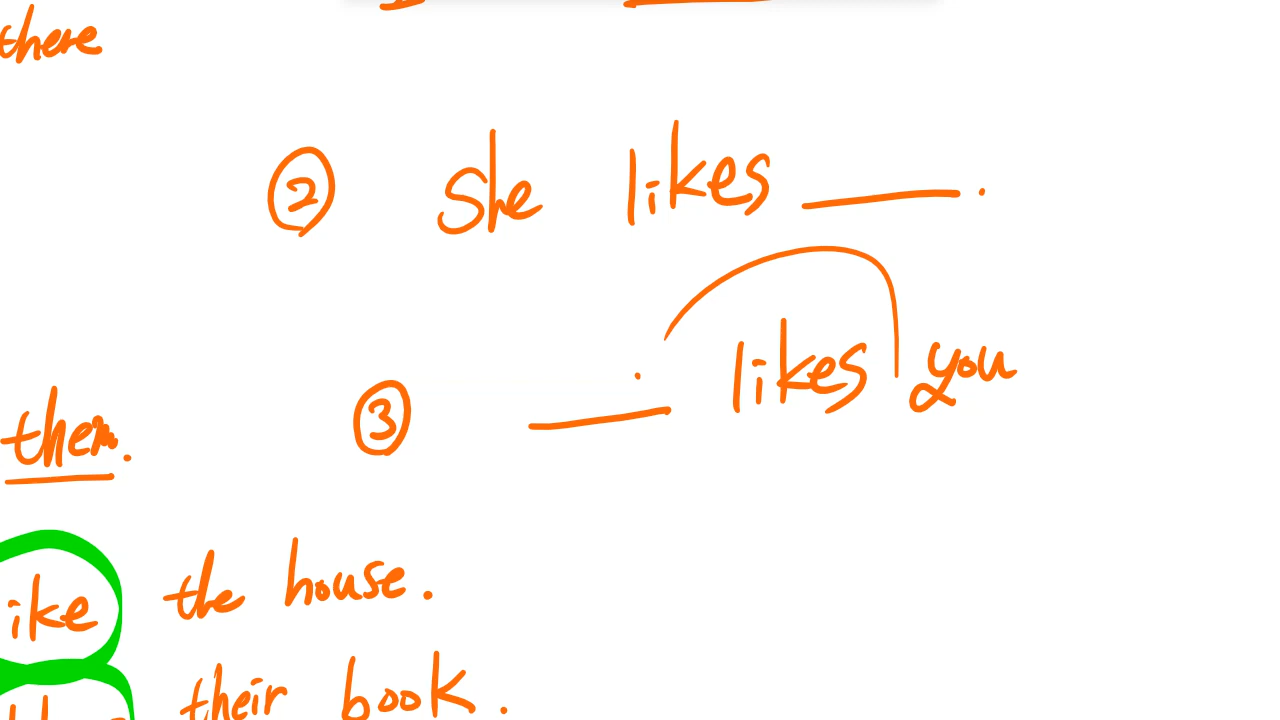 there
② She likes ____.
③ ____ likes you
them.
ike the house.
their book.